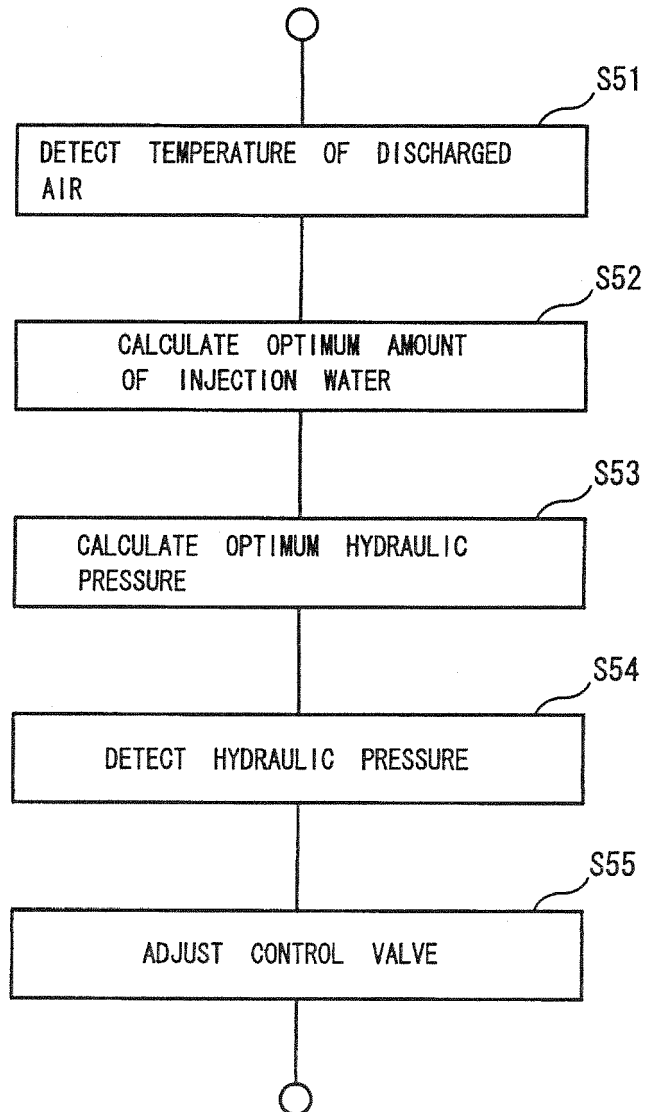 S51
DETECT TEMPERATURE OF DISCHARGED
AIR
S52
CALCULATE OPTIMUM AMOUNT
OF INJECTION WATER
S53
CALCULATE OPTIMUM HYDRAULIC
PRESSURE
S54
DETECT HYDRAULIC PRESSURE
S55
ADJUST CONTROL VALVE